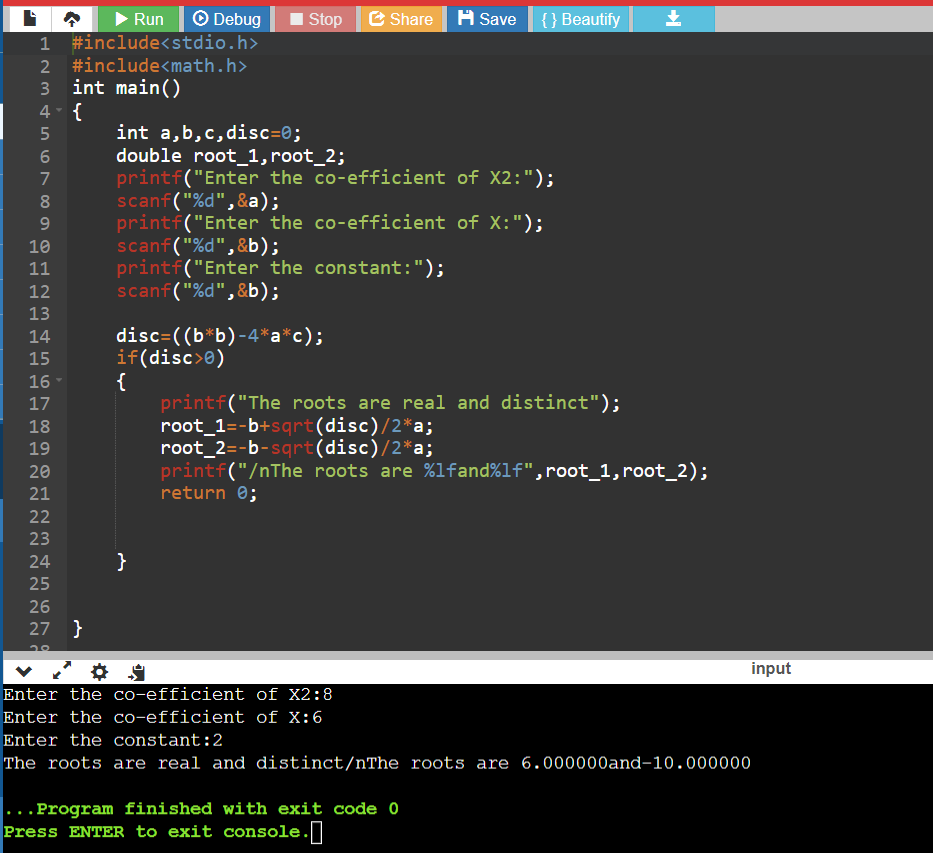 Run Debug Stop Share Save { } Beautify
1 #include<stdio.h>
2 #include<math.h>
3 int main()
4 {
5 int a,b,c,disc=0;
6 double root_1,root_2;
7 printf("Enter the co-efficient of X2:");
8 scanf("%d",&a);
9 printf("Enter the co-efficient of X:");
10 scanf("%d",&b);
11 printf("Enter the constant:");
12 scanf("%d",&b);
13
14 disc=((b*b)-4*a*c);
15 if(disc>0)
16 {
17 printf("The roots are real and distinct");
18 root_1=-b+sqrt(disc)/2*a;
19 root_2=-b-sqrt(disc)/2*a;
20 printf("/nThe roots are %lfand%lf",root_1,root_2);
21 return 0;
22
23
24 }
25
26
27 }
28
input
Enter the co-efficient of X2:8
Enter the co-efficient of X:6
Enter the constant:2
The roots are real and distinct/nThe roots are 6.000000and-10.000000
...Program finished with exit code 0
Press ENTER to exit console.